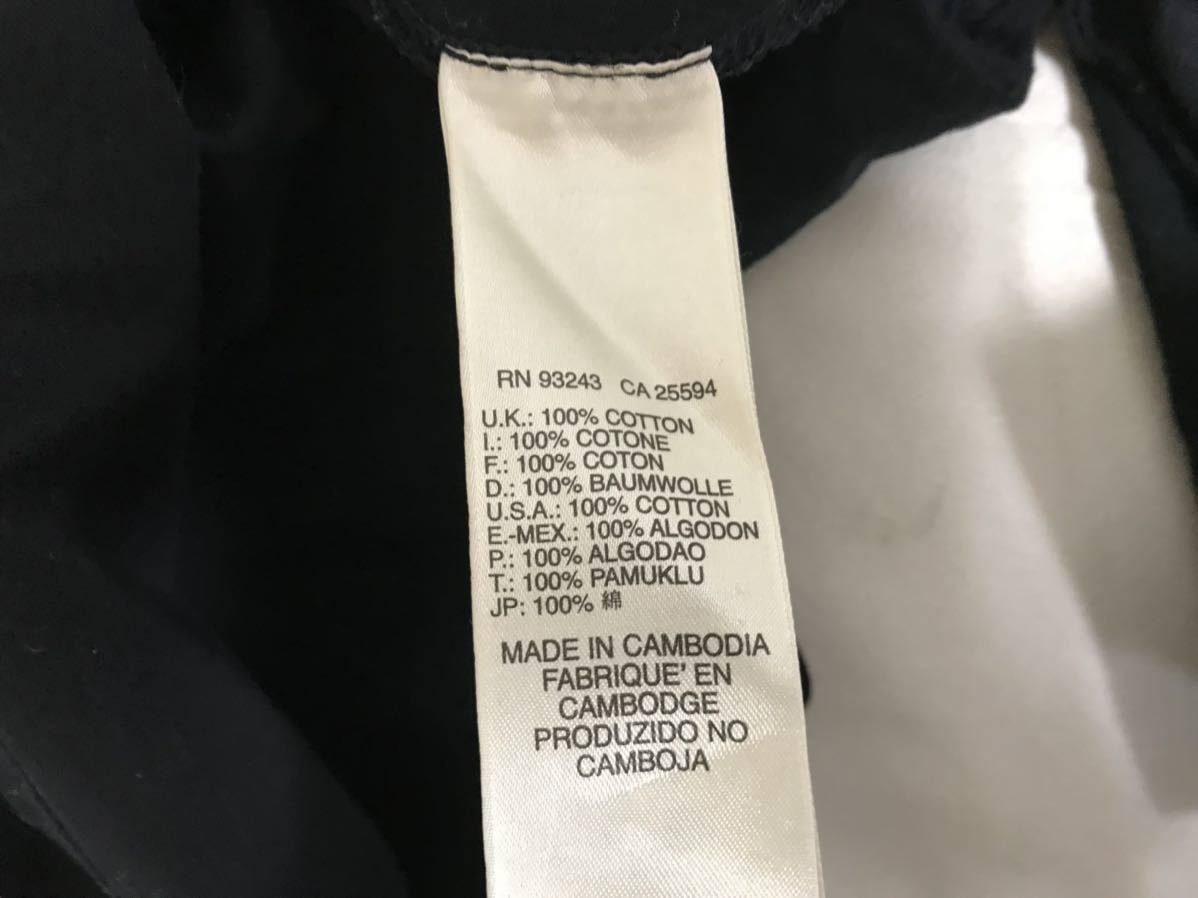 RN 93243 CA 25594
U.K.: 100% COTTON
I.: 100% COTONE
F.: 100% COTON
D.: 100% BAUMWOLLE
U.S.A.: 100% COTTON
E.-MEX.: 100% ALGODON
P.: 100% ALGODAO
T.: 100% PAMUKLU
JP: 100% 綿
MADE IN CAMBODIA
FABRIQUE' EN
CAMBODGE
PRODUZIDO NO
CAMBOJA